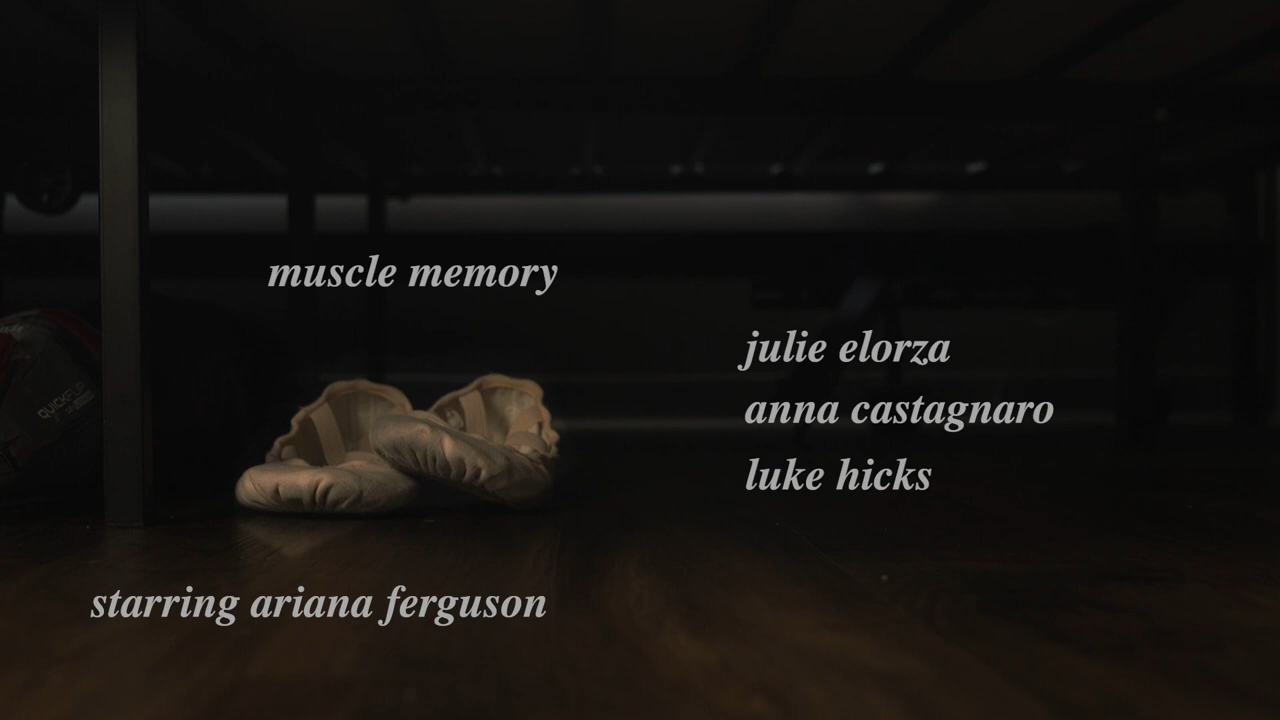 muscle memory
julie elorza
anna castagnaro
luke hicks
starring ariana ferguson